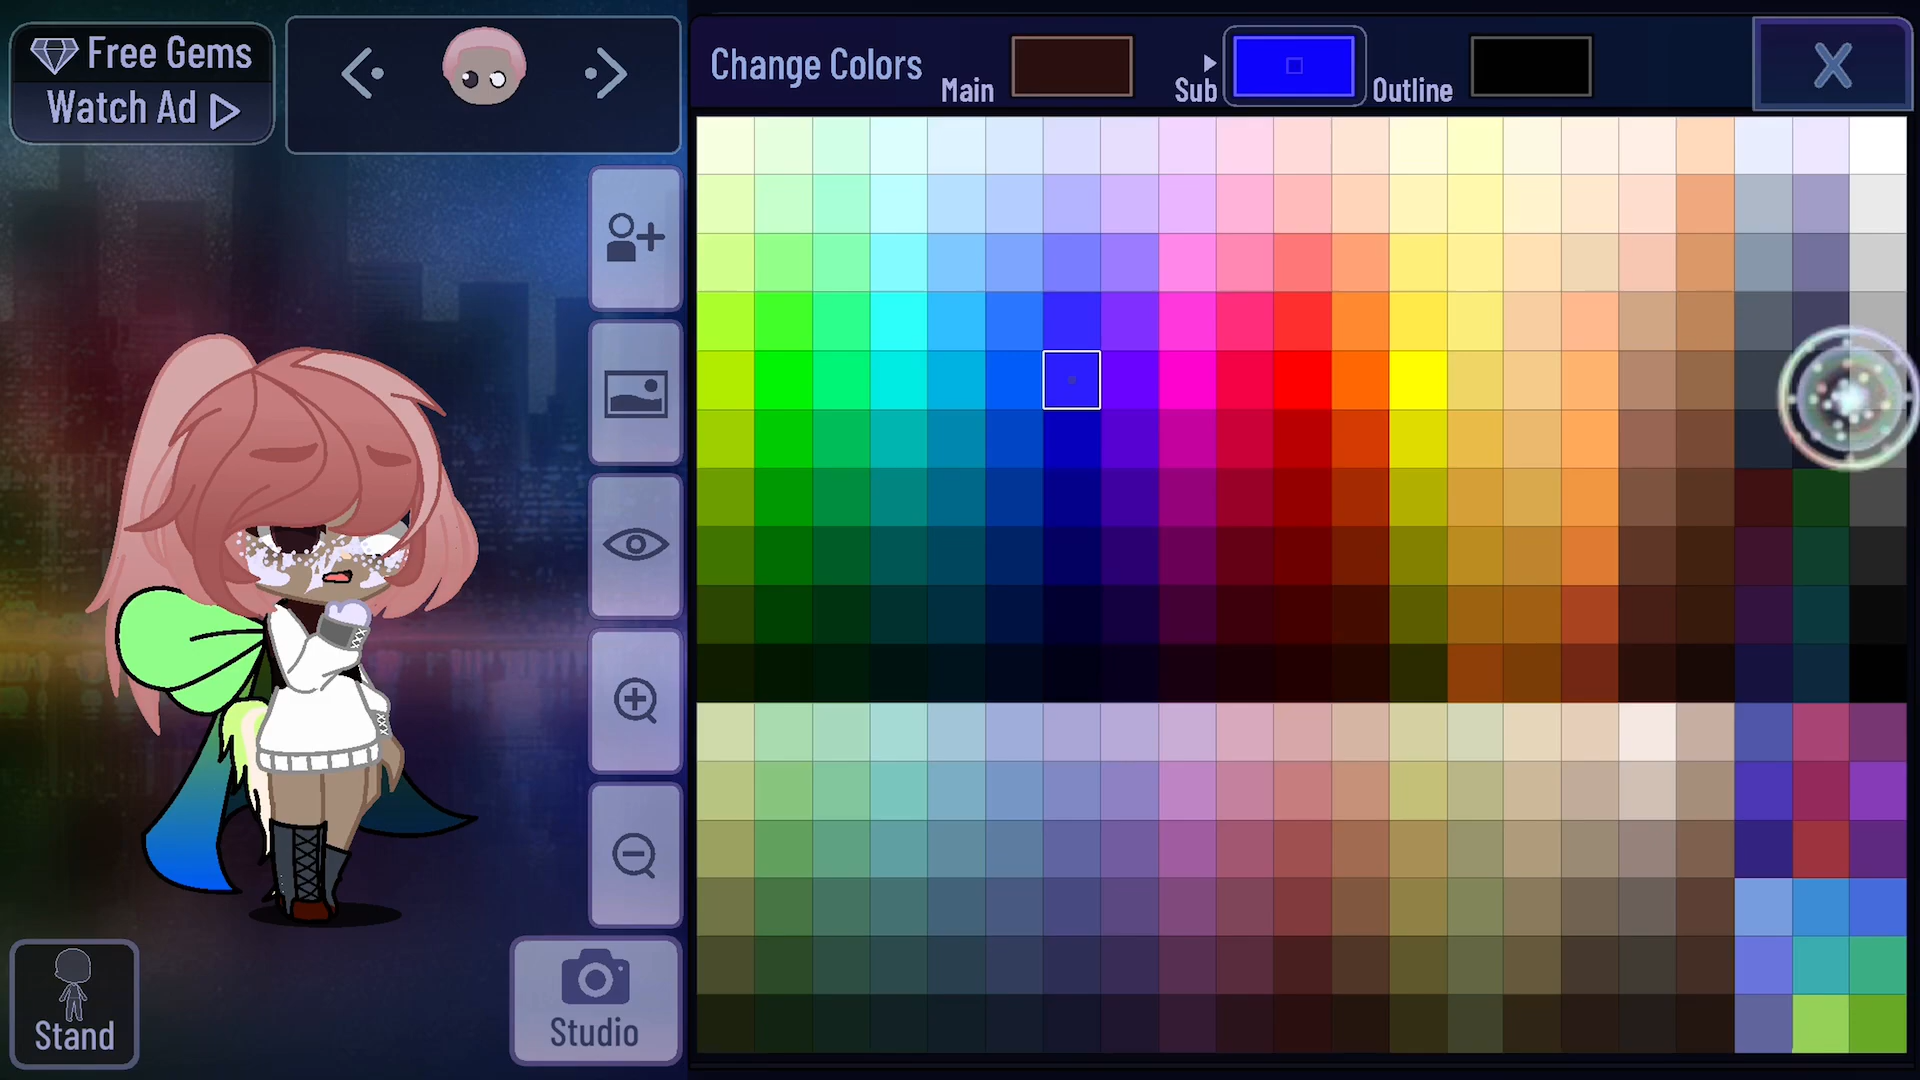 Free Gems
Watch Ad
Change Colors
Main
Sub
Outline
X
Studio
Stand